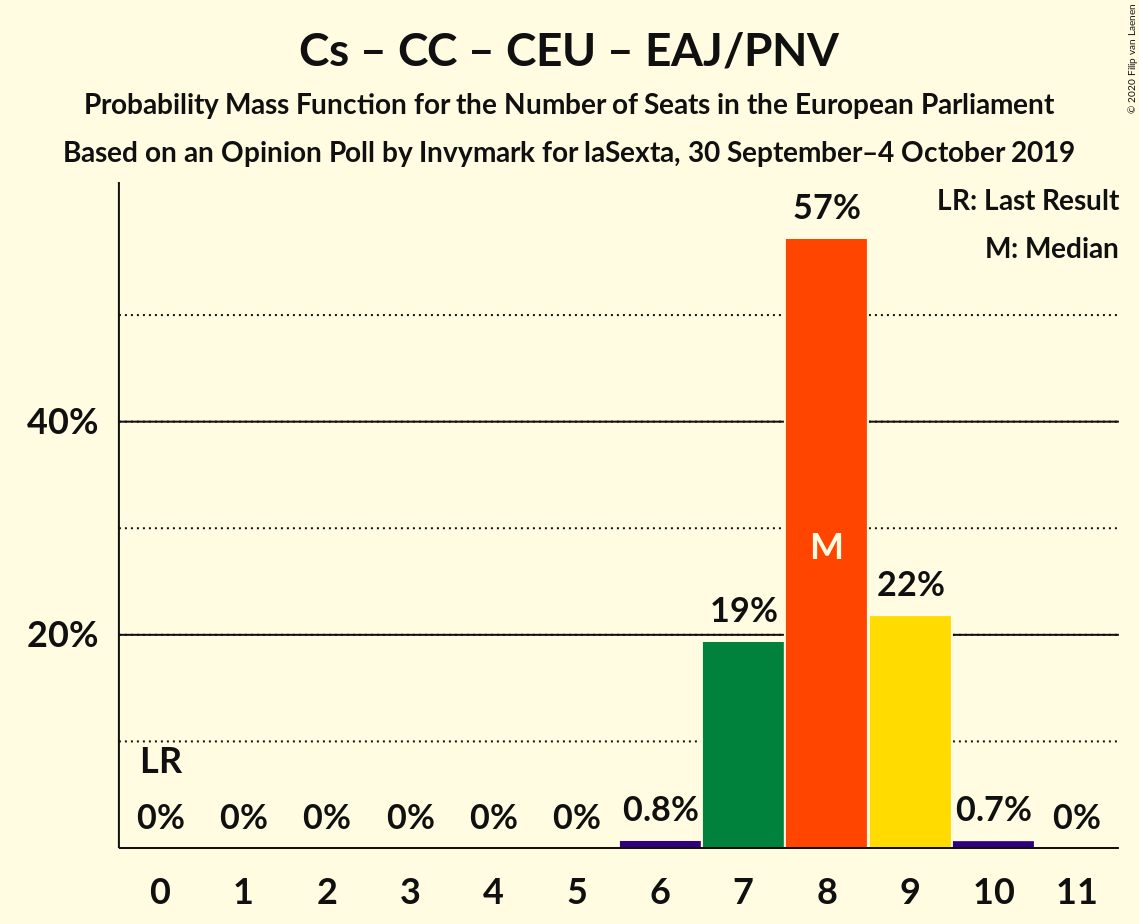 Cs – CC – CEU – EAJ/PNV
Probability Mass Function for the Number of Seats in the European Parliament
Based on an Opinion Poll by Invymark for laSexta, 30 September–4 October 2019
© 2020 Filip van Laenen
LR: Last Result
M: Median
57%
40%
M
22%
19%
20%
LR
0% 0% 0% 0% 0% 0% 0.8% 0.7% 0%
0 1 2 3 4 5 6 7 8 9 10 11